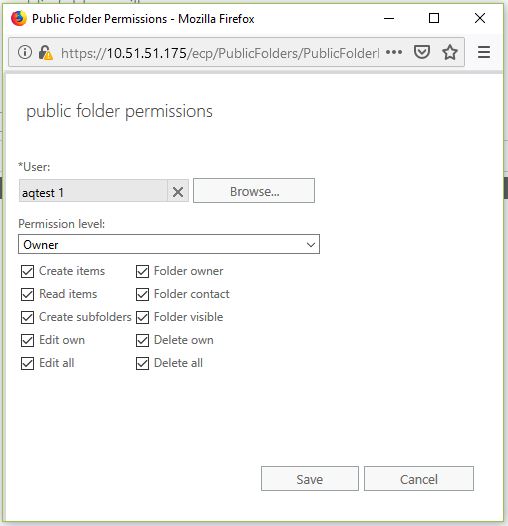 Public Folder Permissions - Mozilla Firefox
https://10.51.51.175/ecp/PublicFolders/PublicFolder
public folder permissions
*User:
aqtest 1
Browse...
Permission level:
Owner
Create items Folder owner
Read items Folder contact
Create subfolders Folder visible
Edit own Delete own
Edit all Delete all
Save Cancel